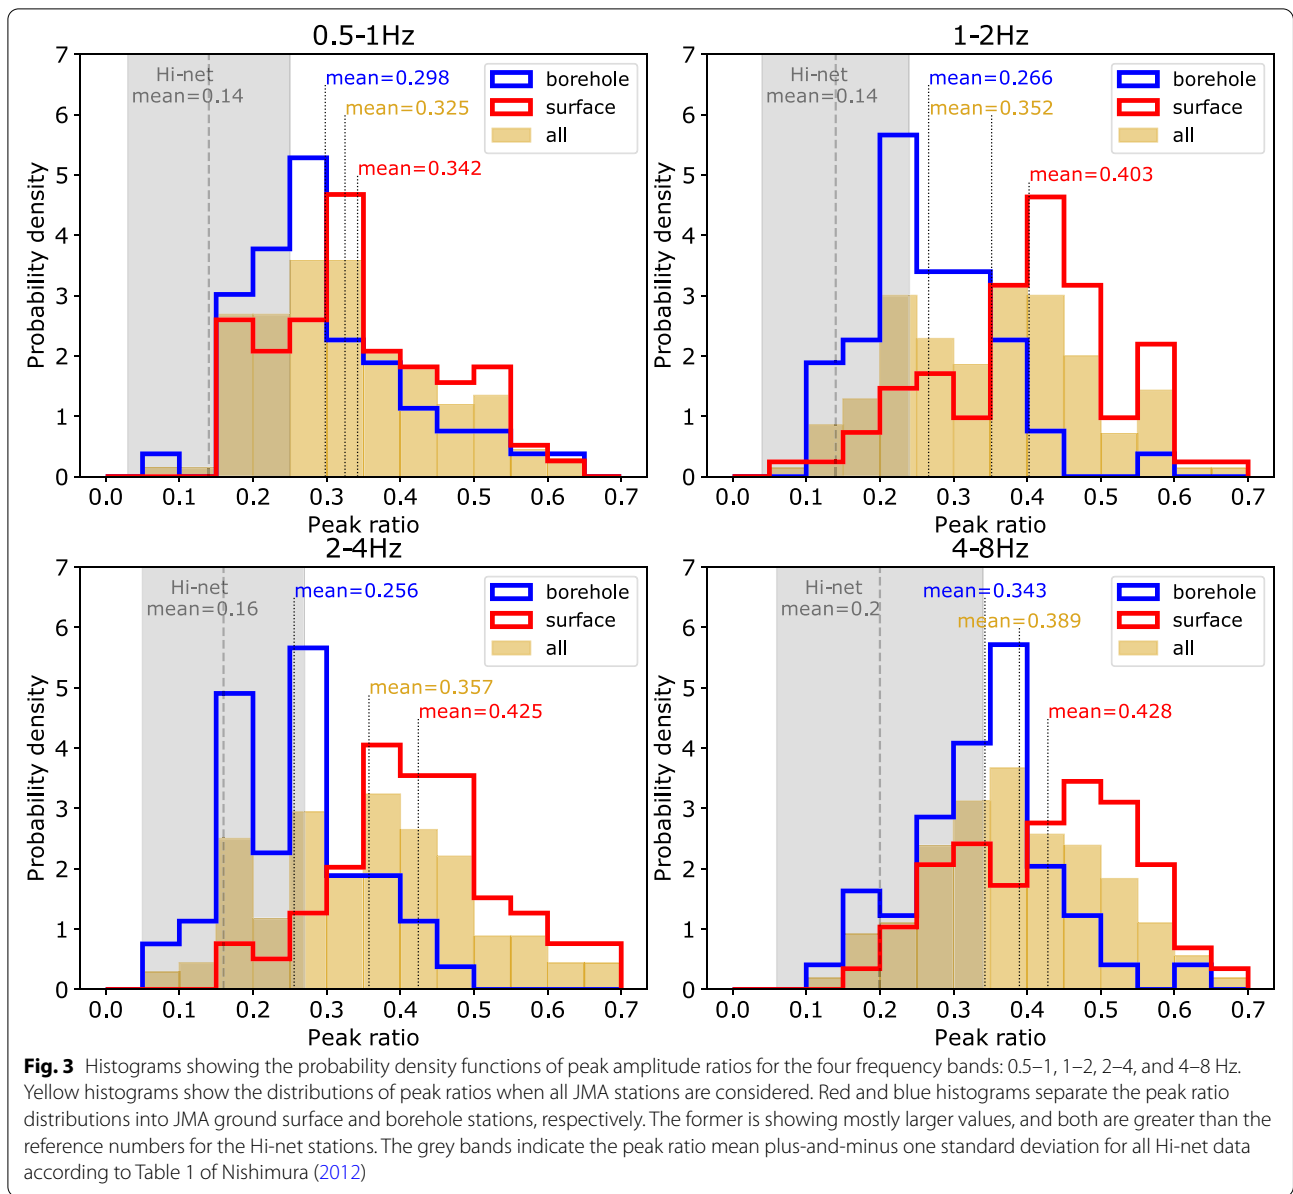 0.5-1Hz
Probability density
7
6
5
4
3
2
1
0
Hi-net
mean=0.14
mean=0.298
mean=0.325
mean=0.342
borehole
surface
all
0.0 0.1 0.2 0.3 0.4 0.5 0.6 0.7
Peak ratio
1-2Hz
Probability density
7
6
5
4
3
2
1
0
Hi-net
mean=0.14
mean=0.266
mean=0.352
mean=0.403
borehole
surface
all
0.0 0.1 0.2 0.3 0.4 0.5 0.6 0.7
Peak ratio
2-4Hz
Probability density
7
6
5
4
3
2
1
0
Hi-net
mean=0.16
mean=0.256
mean=0.357
mean=0.425
borehole
surface
all
0.0 0.1 0.2 0.3 0.4 0.5 0.6 0.7
Peak ratio
4-8Hz
Probability density
7
6
5
4
3
2
1
0
Hi-net
mean=0.2
mean=0.343
mean=0.389
mean=0.428
borehole
surface
all
0.0 0.1 0.2 0.3 0.4 0.5 0.6 0.7
Peak ratio
Fig. 3 Histograms showing the probability density functions of peak amplitude ratios for the four frequency bands: 0.5–1, 1–2, 2–4, and 4–8 Hz.
Yellow histograms show the distributions of peak ratios when all JMA stations are considered. Red and blue histograms separate the peak ratio
distributions into JMA ground surface and borehole stations, respectively. The former is showing mostly larger values, and both are greater than the
reference numbers for the Hi-net stations. The grey bands indicate the peak ratio mean plus-and-minus one standard deviation for all Hi-net data
according to Table 1 of Nishimura (2012)